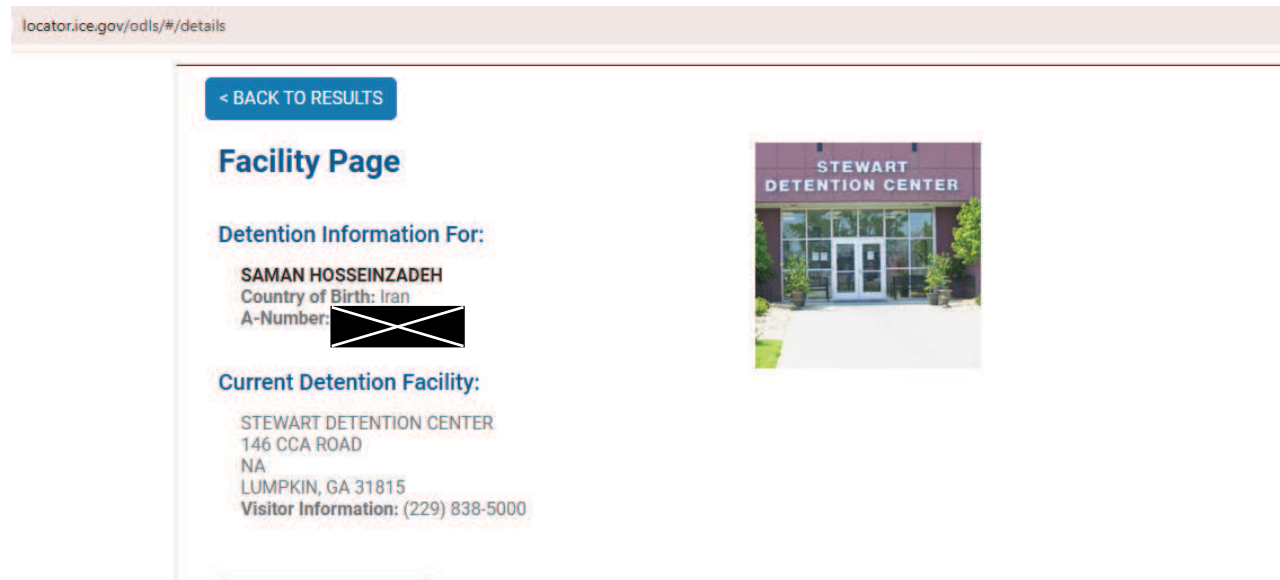 locator.ice.gov/odls/#/details
< BACK TO RESULTS
Facility Page
STEWART
DETENTION CENTER
Detention Information For:
SAMAN HOSSEINZADEH
Country of Birth: Iran
A-Number:
Current Detention Facility:
STEWART DETENTION CENTER
146 CCA ROAD
NA
LUMPKIN, GA 31815
Visitor Information: (229) 838-5000